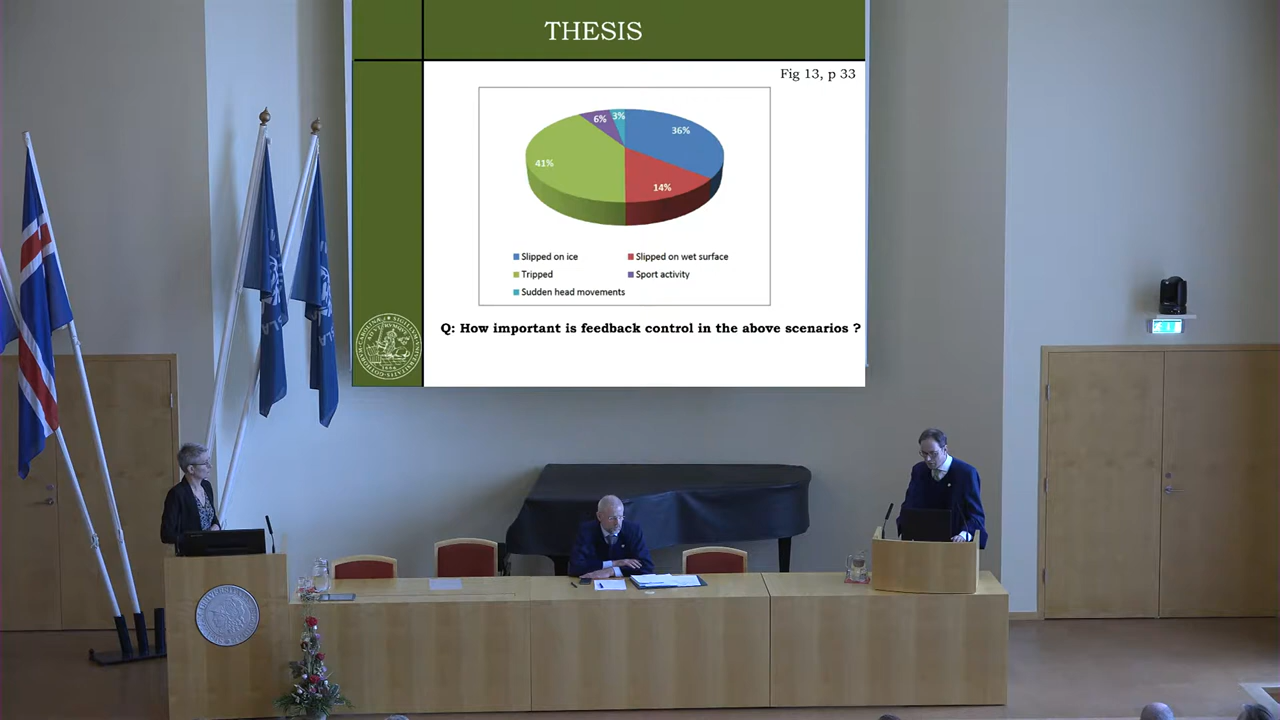 THESIS
Fig 13, p 33
6%
3%
36%
41%
14%
Slipped on ice
Slipped on wet surface
Tripped
Sport activity
Sudden head movements
Q: How important is feedback control in the above scenarios ?